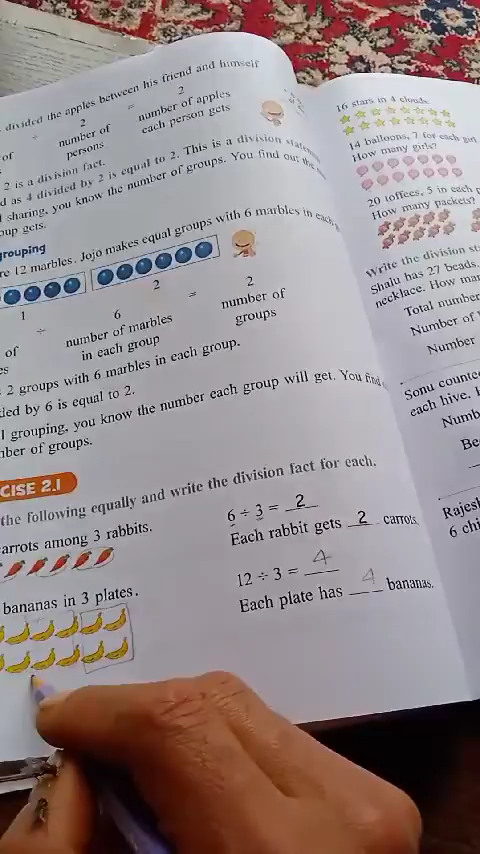 divided the apples between his friend and himself
÷ 2 = 2
of number of persons number of apples each person gets
2 is a division fact.
d as 4 divided by 2 is equal to 2. This is a division
l sharing, you know the number of groups. You find out the
oup gets.
grouping
re 12 marbles. Jojo makes equal groups with 6 marbles in each
1 2
÷ 6 = 2
of number of marbles in each group number of groups
es
2 groups with 6 marbles in each group.
ded by 6 is equal to 2.
l grouping, you know the number each group will get. You find
ber of groups.
CISE 2.1
the following equally and write the division fact for each.
arrots among 3 rabbits.
6 ÷ 3 = 2
Each rabbit gets 2 carrots.
bananas in 3 plates.
12 ÷ 3 = 4
Each plate has 4 bananas.
16 stars in 4 clouds.
14 balloons, 7 for each girl
How many girls?
20 toffees, 5 in each
How many packets?
Write the division
Shalu has 27 beads.
necklace. How
Total number
Number of
Number
Sonu
each hive.
Numb
Be
Rajesh
6 chi